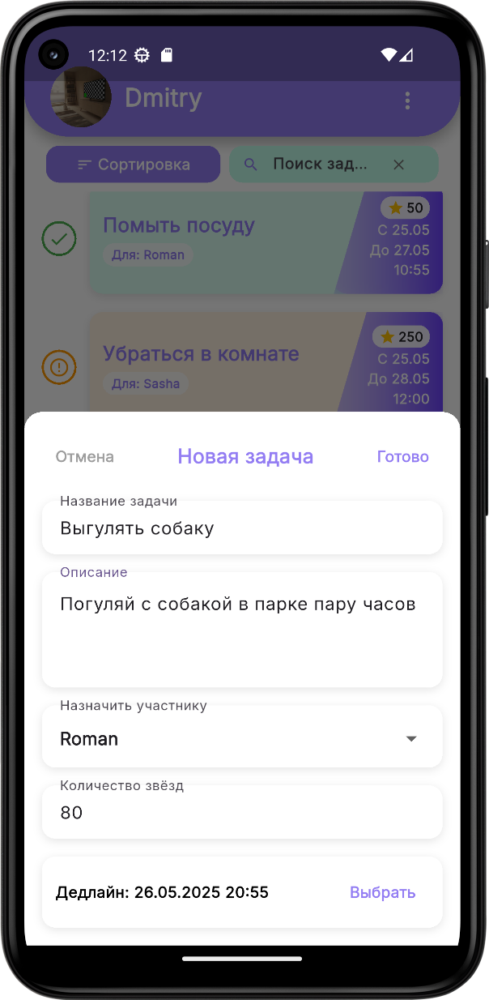 12:12
Dmitry
Сортировка
Поиск зад...
Помыть посуду
Для: Roman
50
С 25.05
До 27.05
10:55
Убраться в комнате
Для: Sasha
250
С 25.05
До 28.05
12:00
Отмена
Новая задача
Готово
Название задачи
Выгулять собаку
Описание
Погуляй с собакой в парке пару часов
Назначить участнику
Roman
Количество звёзд
80
Дедлайн: 26.05.2025 20:55
Выбрать